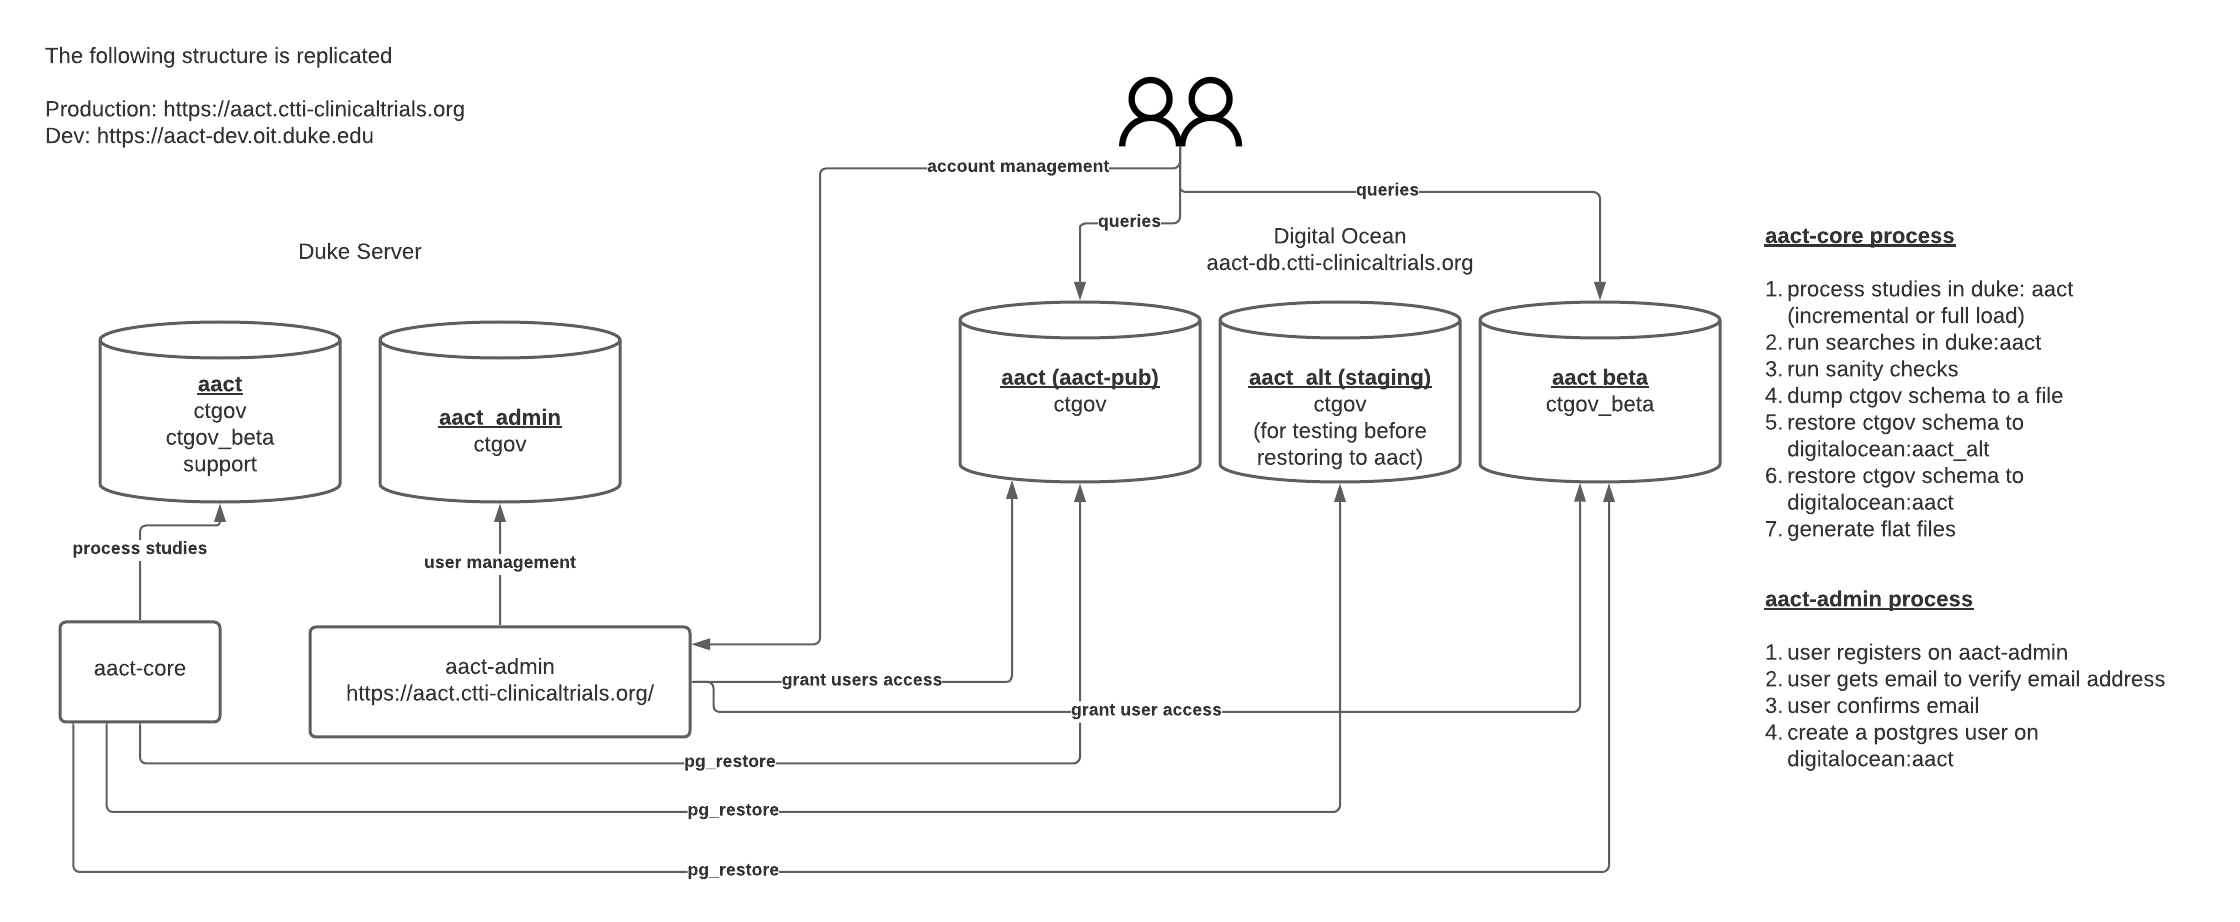 The following structure is replicated
Production: https://aact.ctti-clinicaltrials.org
Dev: https://aact-dev.oit.duke.edu
account management
queries
queries
Duke Server
Digital Ocean
aact-db.ctti-clinicaltrials.org
aact
ctgov
ctgov_beta
support
aact_admin
ctgov
aact (aact-pub)
ctgov
aact_alt (staging)
ctgov
(for testing before
restoring to aact)
aact beta
ctgov_beta
process studies
user management
aact-core
aact-admin
https://aact.ctti-clinicaltrials.org/
grant users access
grant user access
pg_restore
pg_restore
pg_restore
aact-core process
1. process studies in duke: aact
(incremental or full load)
2. run searches in duke:aact
3. run sanity checks
4. dump ctgov schema to a file
5. restore ctgov schema to
digitalocean:aact_alt
6. restore ctgov schema to
digitalocean:aact
7. generate flat files
aact-admin process
1. user registers on aact-admin
2. user gets email to verify email address
3. user confirms email
4. create a postgres user on
digitalocean:aact